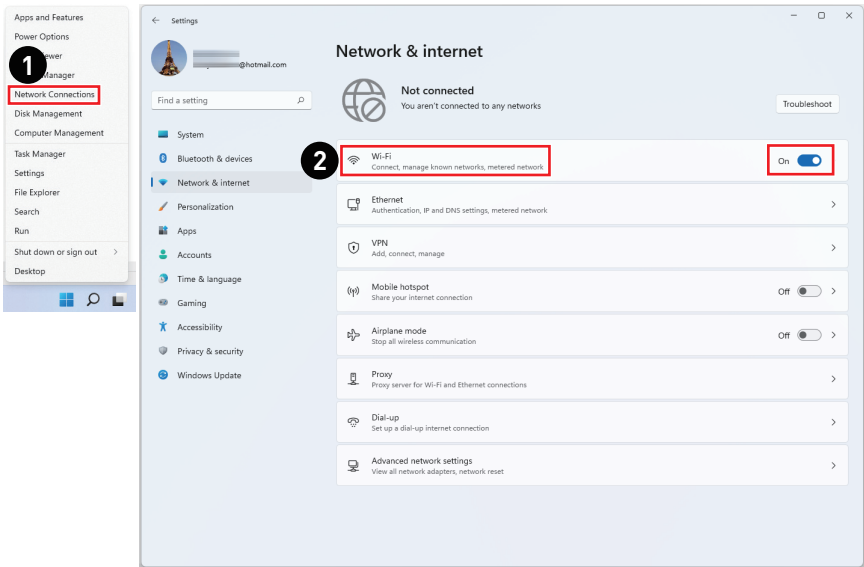 Apps and Features
Power Options
ewer
1
Manager
Network Connections
Disk Management
Computer Management
Task Manager
Settings
File Explorer
Search
Run
Shut down or sign out
Desktop
Settings
@hotmail.com
Find a setting
System
Bluetooth & devices
Network & internet
Personalization
Apps
Accounts
Time & language
Gaming
Accessibility
Privacy & security
Windows Update
Network & internet
Not connected
You aren't connected to any networks
Troubleshoot
2
Wi-Fi
Connect, manage known networks, metered network
On
Ethernet
Authentication, IP and DNS settings, metered network
VPN
Add, connect, manage
Mobile hotspot
Share your internet connection
Off
Airplane mode
Stop all wireless communication
Off
Proxy
Proxy server for Wi-Fi and Ethernet connections
Dial-up
Set up a dial-up internet connection
Advanced network settings
View all network adapters, network reset